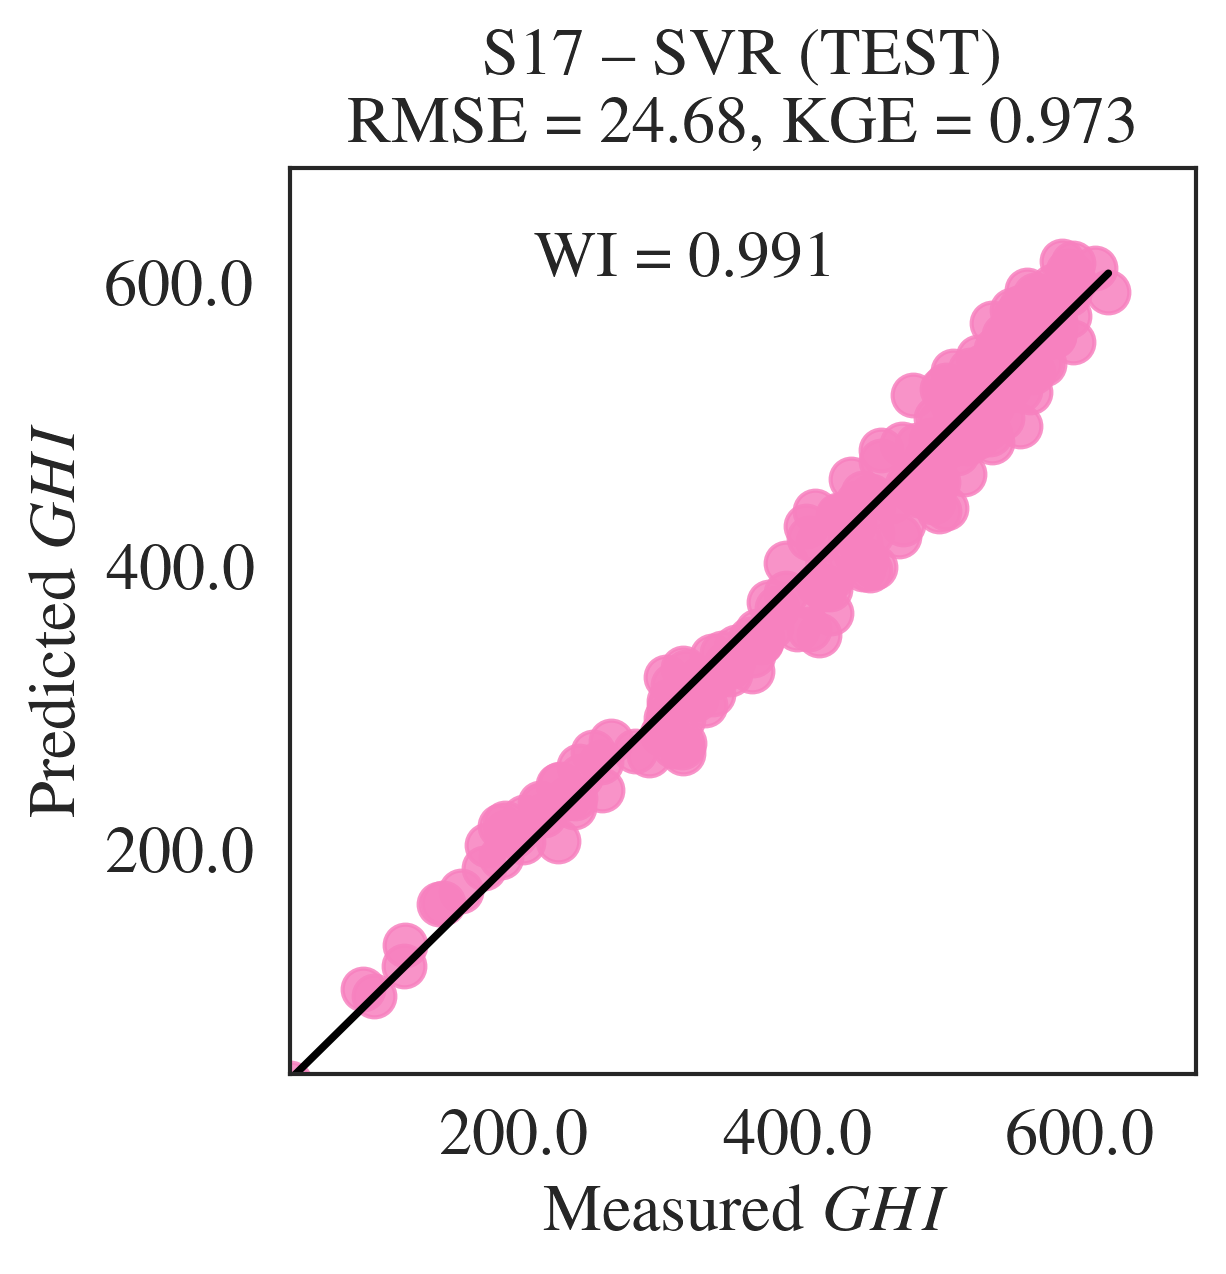 S17 – SVR (TEST)
RMSE = 24.68, KGE = 0.973
WI = 0.991
600.0
400.0
200.0
Predicted GHI
200.0 400.0 600.0
Measured GHI